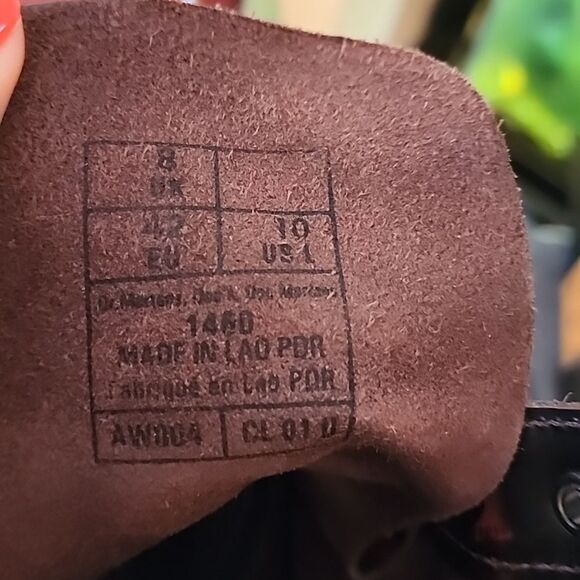 8
UK
42
EU
10
US L
Dr. Martens, Doc's, Doc Martens
1460
MADE IN LAO PDR
Fabriqué en Lao PDR
AW004 CL 01 U